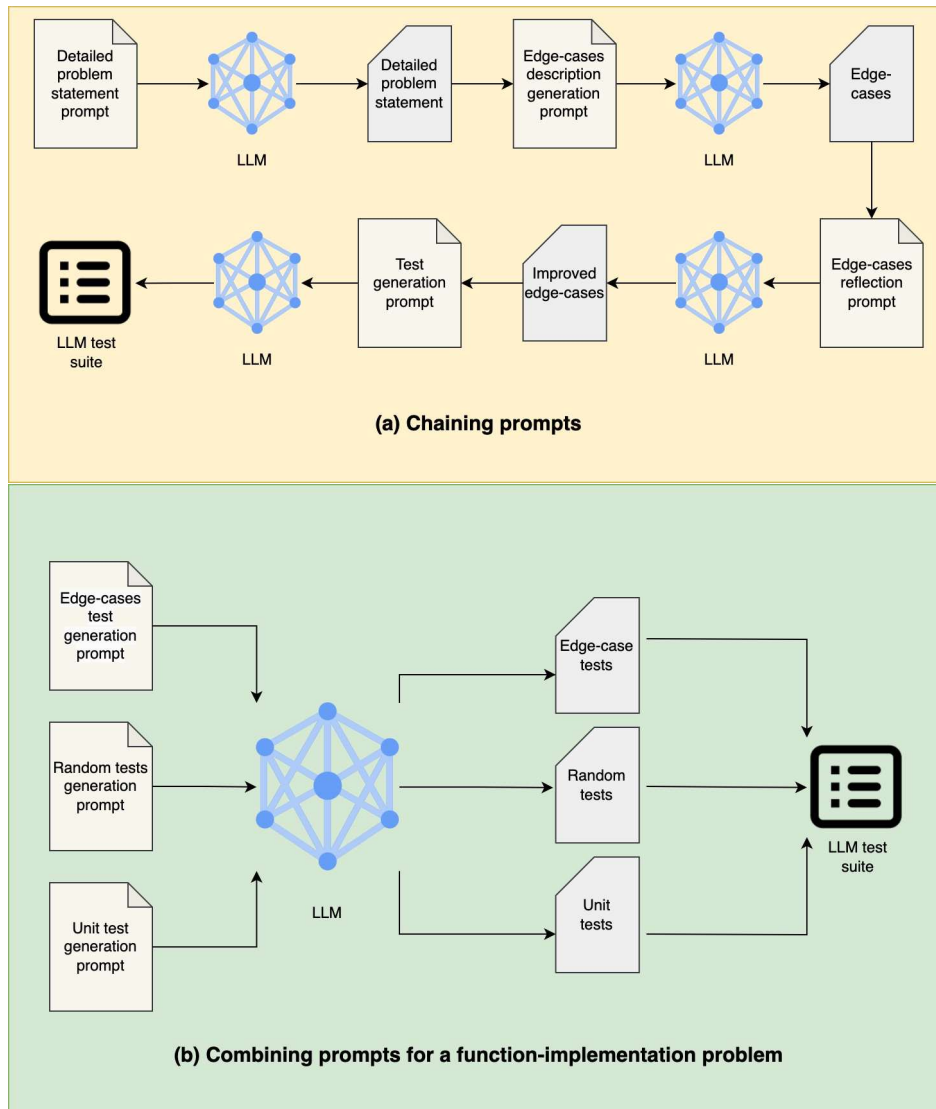 Detailed
problem
statement
prompt
LLM
Detailed
problem
statement
Edge-cases
description
generation
prompt
LLM
Edge-
cases
LLM test
suite
LLM
Test
generation
prompt
Improved
edge-cases
LLM
Edge-cases
reflection
prompt
(a) Chaining prompts
Edge-cases
test
generation
prompt
Random tests
generation
prompt
Unit test
generation
prompt
LLM
Edge-case
tests
Random
tests
Unit
tests
LLM test
suite
(b) Combining prompts for a function-implementation problem